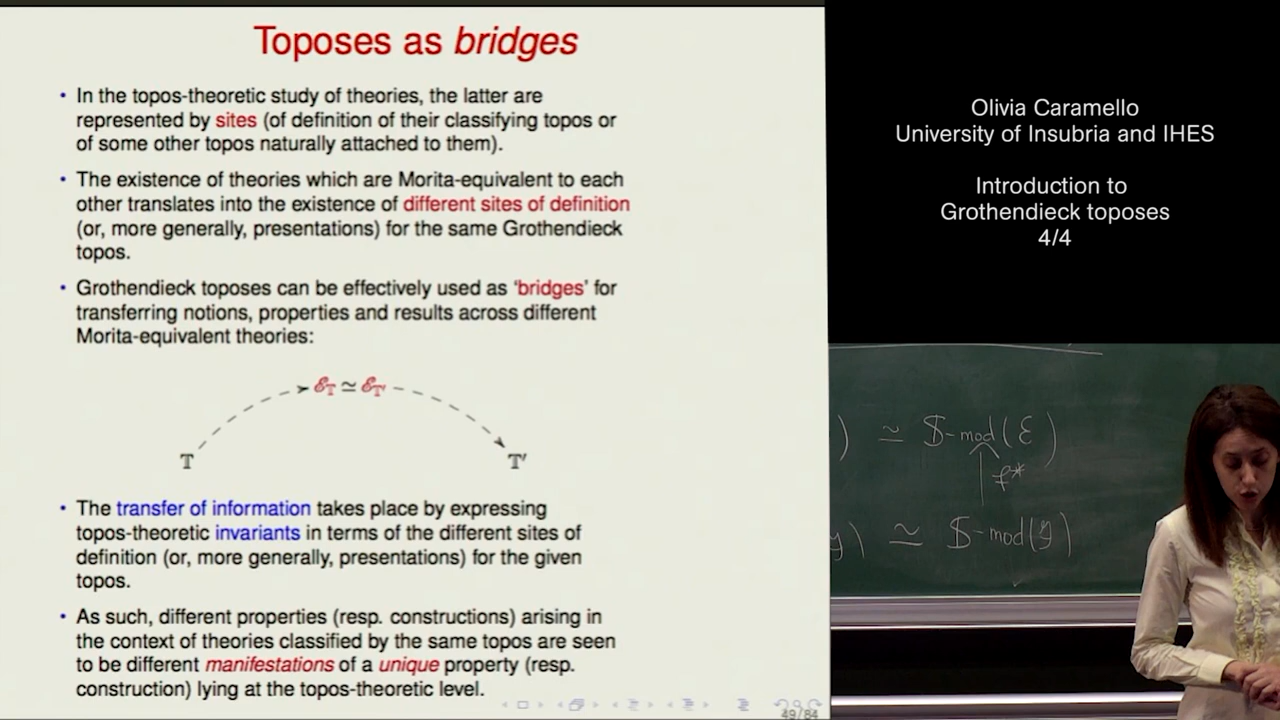 Toposes as bridges
• In the topos-theoretic study of theories, the latter are
represented by sites (of definition of their classifying topos or
of some other topos naturally attached to them).
• The existence of theories which are Morita-equivalent to each
other translates into the existence of different sites of definition
(or, more generally, presentations) for the same Grothendieck
topos.
• Grothendieck toposes can be effectively used as ‘bridges’ for
transferring notions, properties and results across different
Morita-equivalent theories:
ℰ_𝕋 ≃ ℰ_𝕋′
𝕋 𝕋′
• The transfer of information takes place by expressing
topos-theoretic invariants in terms of the different sites of
definition (or, more generally, presentations) for the given
topos.
• As such, different properties (resp. constructions) arising in
the context of theories classified by the same topos are seen
to be different manifestations of a unique property (resp.
construction) lying at the topos-theoretic level.
49/84
Olivia Caramello
University of Insubria and IHES
Introduction to
Grothendieck toposes
4/4
) ≃ 𝕊-mod(ℰ)
f*
) ≃ 𝕊-mod(